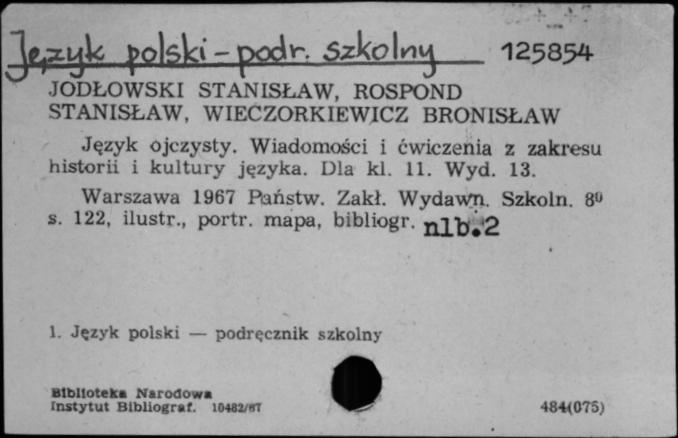 Język polski - podr. szkolny 125854
JODŁOWSKI STANISŁAW, ROSPOND
STANISŁAW, WIECZORKIEWICZ BRONISŁAW
Język ojczysty. Wiadomości i ćwiczenia z zakresu
historii i kultury języka. Dla kl. 11. Wyd. 13.
Warszawa 1967 Państw. Zakł. Wydawn. Szkoln. 8⁰
s. 122, ilustr., portr. mapa, bibliogr. nlb.2
1. Język polski — podręcznik szkolny
Biblioteka Narodowa
Instytut Bibliograf. 10482/67
484(075)